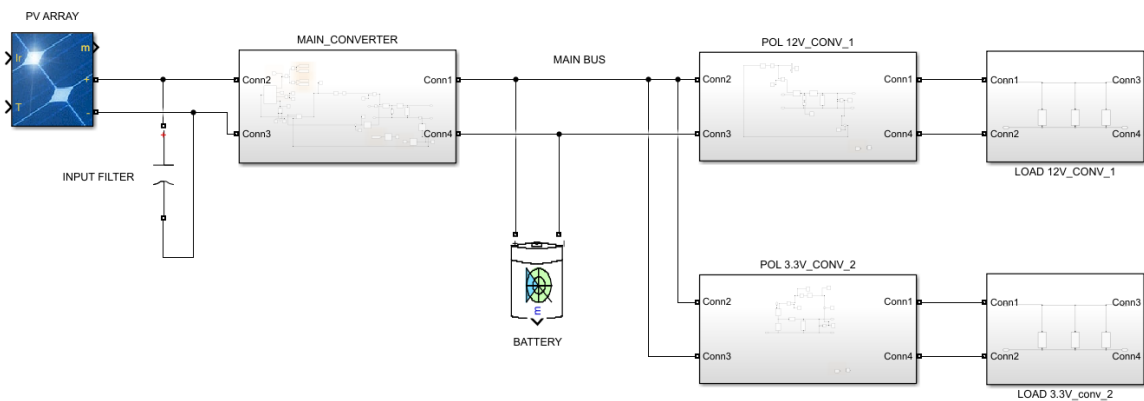 PV ARRAY
Ir
m
+
-
T
+
INPUT FILTER
MAIN_CONVERTER
Conn2
Conn1
Conn3
Conn4
MAIN BUS
+
m
BATTERY
POL 12V_CONV_1
Conn2
Conn1
Conn3
Conn4
Conn1
Conn3
Conn2
Conn4
LOAD 12V_CONV_1
POL 3.3V_CONV_2
Conn2
Conn1
Conn3
Conn4
Conn1
Conn3
Conn2
Conn4
LOAD 3.3V_conv_2